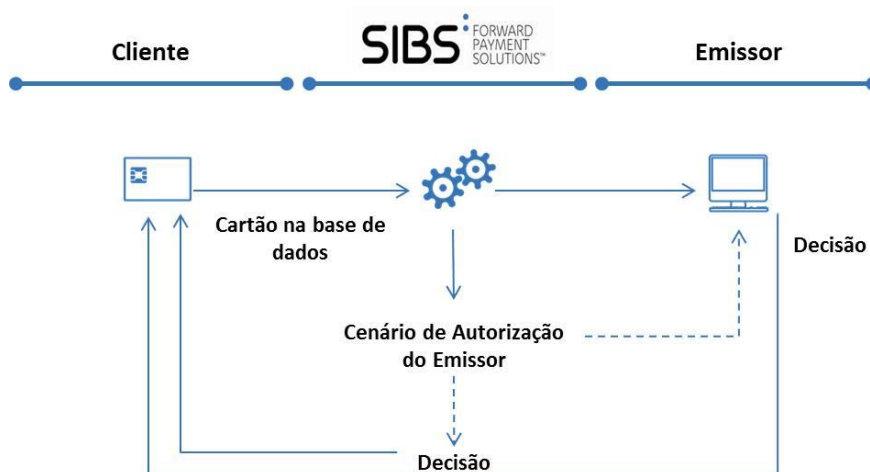 Cliente
SIBS FORWARD
PAYMENT
SOLUTIONS™
Emissor
Cartão na base de
dados
Decisão
Cenário de Autorização
do Emissor
Decisão